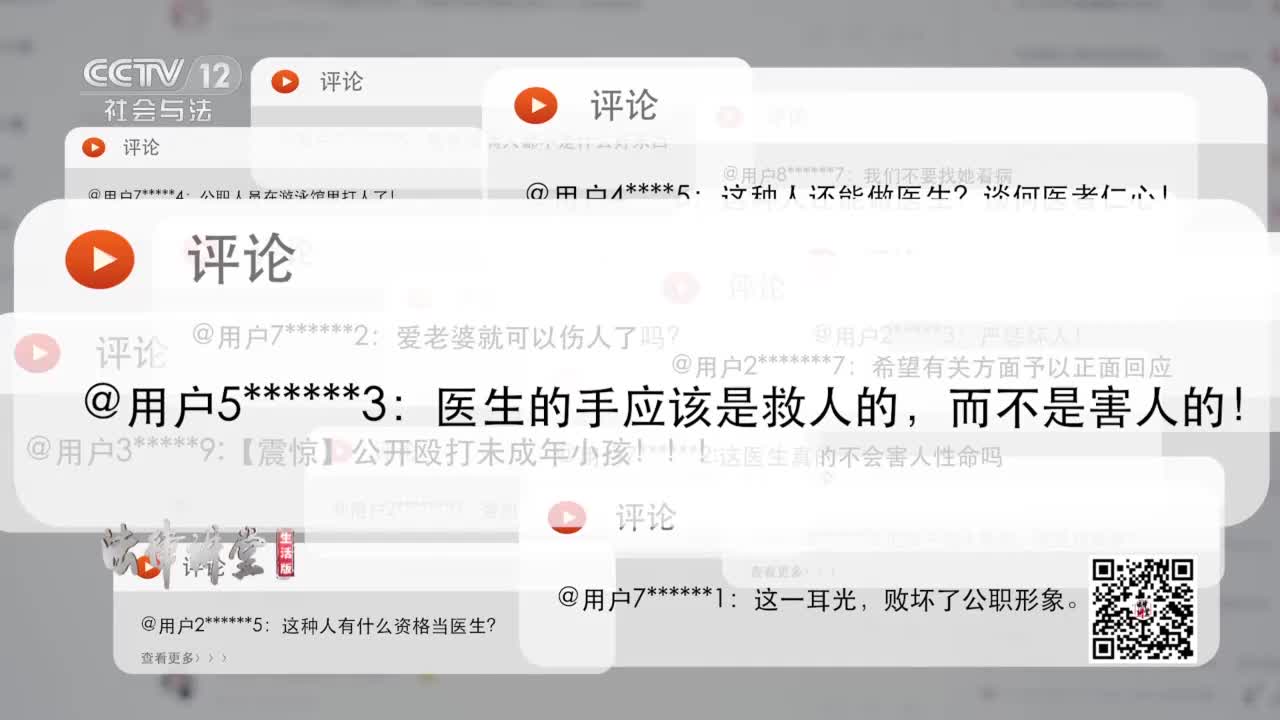 CCTV 12
社会与法
评论
评论
评论
@用户8******7：我们不要找她看病
@用户7*****4：公职人员在游泳馆里打人了！
@用户4****5：这种人还能做医生？谈何医者仁心！
评论
评论
评论
@用户7******2：爱老婆就可以伤人了吗？
@用户2*****3：严惩坏人！
@用户2*******7：希望有关方面予以正面回应
@用户5******3：医生的手应该是救人的，而不是害人的！
@用户3*****9:【震惊】公开殴打未成年小孩！！！
这医生真的不会害人性命吗
评论
法律讲堂
生活版
评论
查看更多
@用户7******1：这一耳光，败坏了公职形象。
@用户2******5：这种人有什么资格当医生？
查看更多〉〉〉